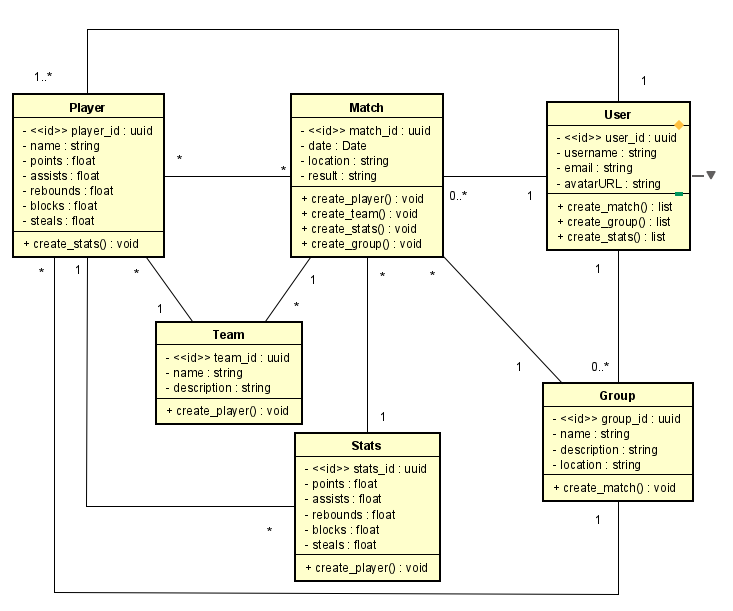 1..*
1
Player
- <<id>> player_id : uuid
- name : string
- points : float
- assists : float
- rebounds : float
- blocks : float
- steals : float
+ create_stats() : void
*
*
Match
- <<id>> match_id : uuid
- date : Date
- location : string
- result : string
+ create_player() : void
+ create_team() : void
+ create_stats() : void
+ create_group() : void
0..*
1
User
- <<id>> user_id : uuid
- username : string
- email : string
- avatarURL : string
+ create_match() : list
+ create_group() : list
+ create_stats() : list
*
1
*
1
*
*
1
1
*
1
0..*
Team
- <<id>> team_id : uuid
- name : string
- description : string
+ create_player() : void
1
Group
- <<id>> group_id : uuid
- name : string
- description : string
- location : string
+ create_match() : void
1
Stats
- <<id>> stats_id : uuid
- points : float
- assists : float
- rebounds : float
- blocks : float
- steals : float
+ create_player() : void
*
1